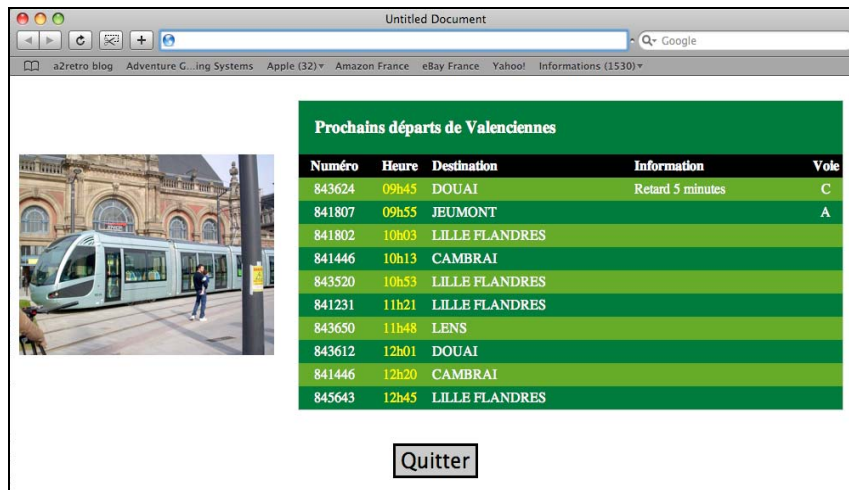 Untitled Document
Google
a2retro blog Adventure G...ing Systems Apple (32) Amazon France eBay France Yahoo! Informations (1530)
Prochains départs de Valenciennes
Numéro Heure Destination Information Voie
843624 09h45 DOUAI Retard 5 minutes C
841807 09h55 JEUMONT A
841802 10h03 LILLE FLANDRES
841446 10h13 CAMBRAI
843520 10h53 LILLE FLANDRES
841231 11h21 LILLE FLANDRES
843650 11h48 LENS
843612 12h01 DOUAI
841446 12h20 CAMBRAI
845643 12h45 LILLE FLANDRES
Quitter